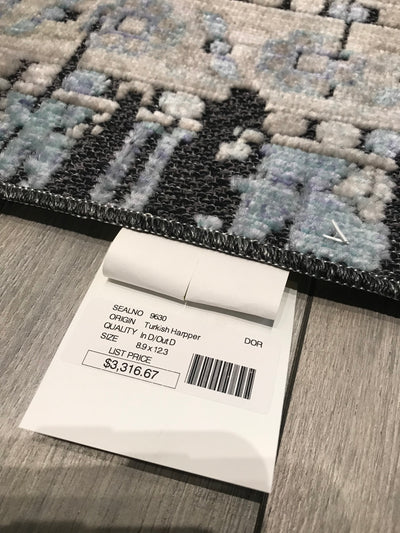 SEALNO 9630
ORIGIN Turkish Harpper DOR
QUALITY In D/Out D
SIZE 8.9 x 12.3
LIST PRICE
$3,316.67